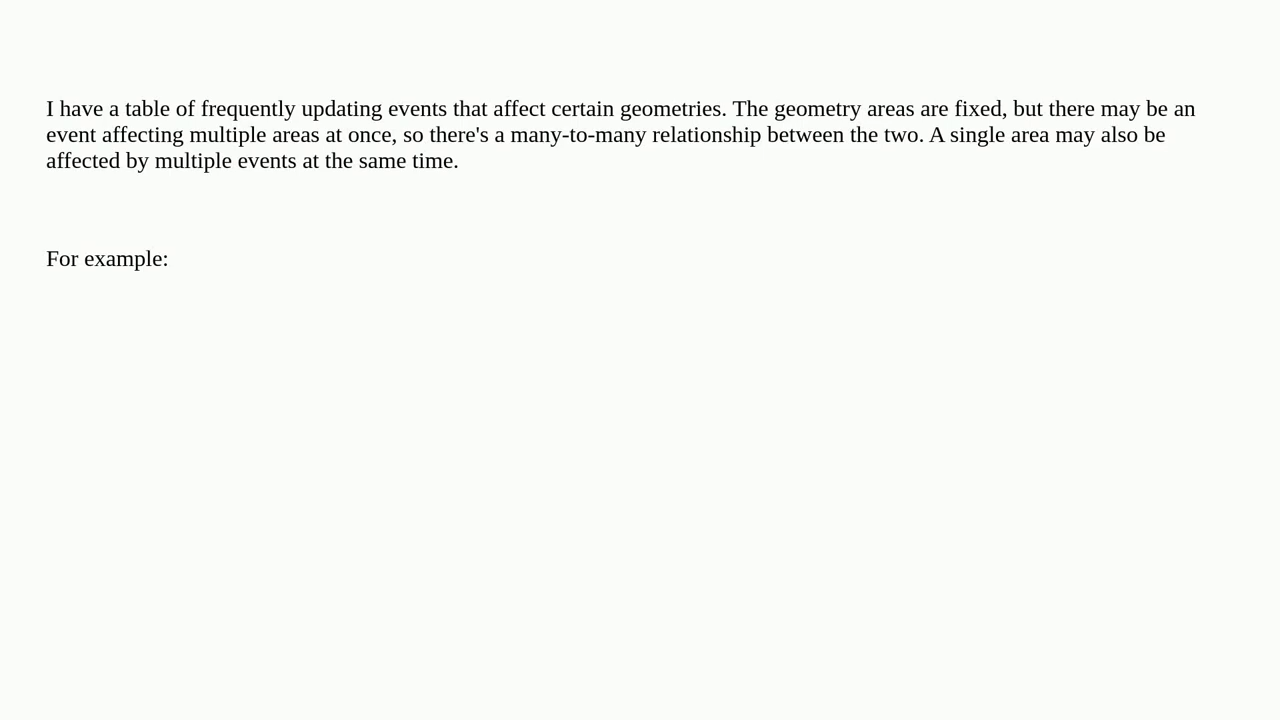 I have a table of frequently updating events that affect certain geometries. The geometry areas are fixed, but there may be an
event affecting multiple areas at once, so there's a many-to-many relationship between the two. A single area may also be
affected by multiple events at the same time.
For example: